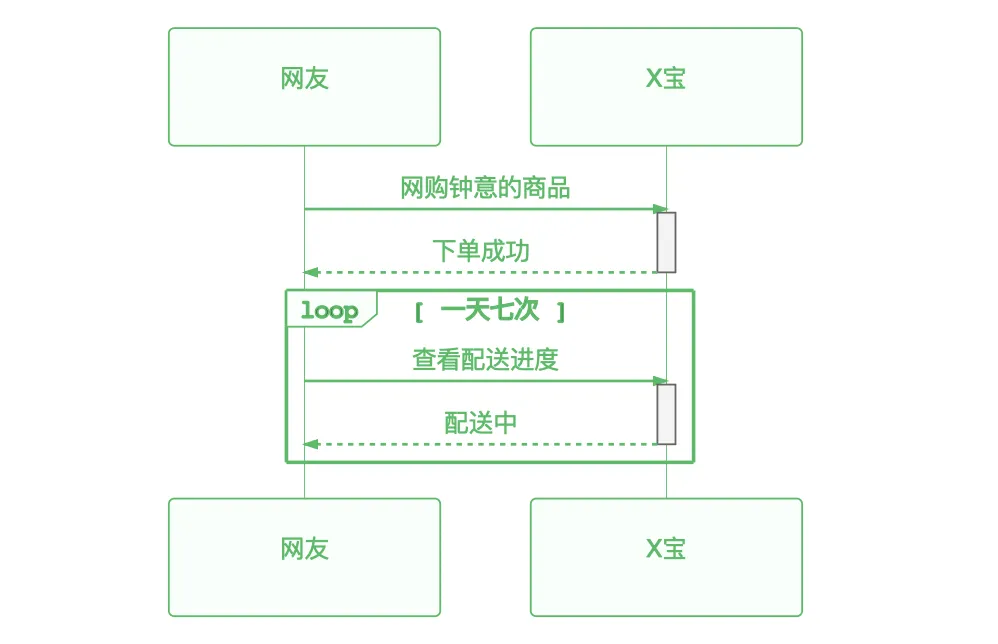 网友
X宝
网购钟意的商品
下单成功
loop
[ 一天七次 ]
查看配送进度
配送中
网友
X宝